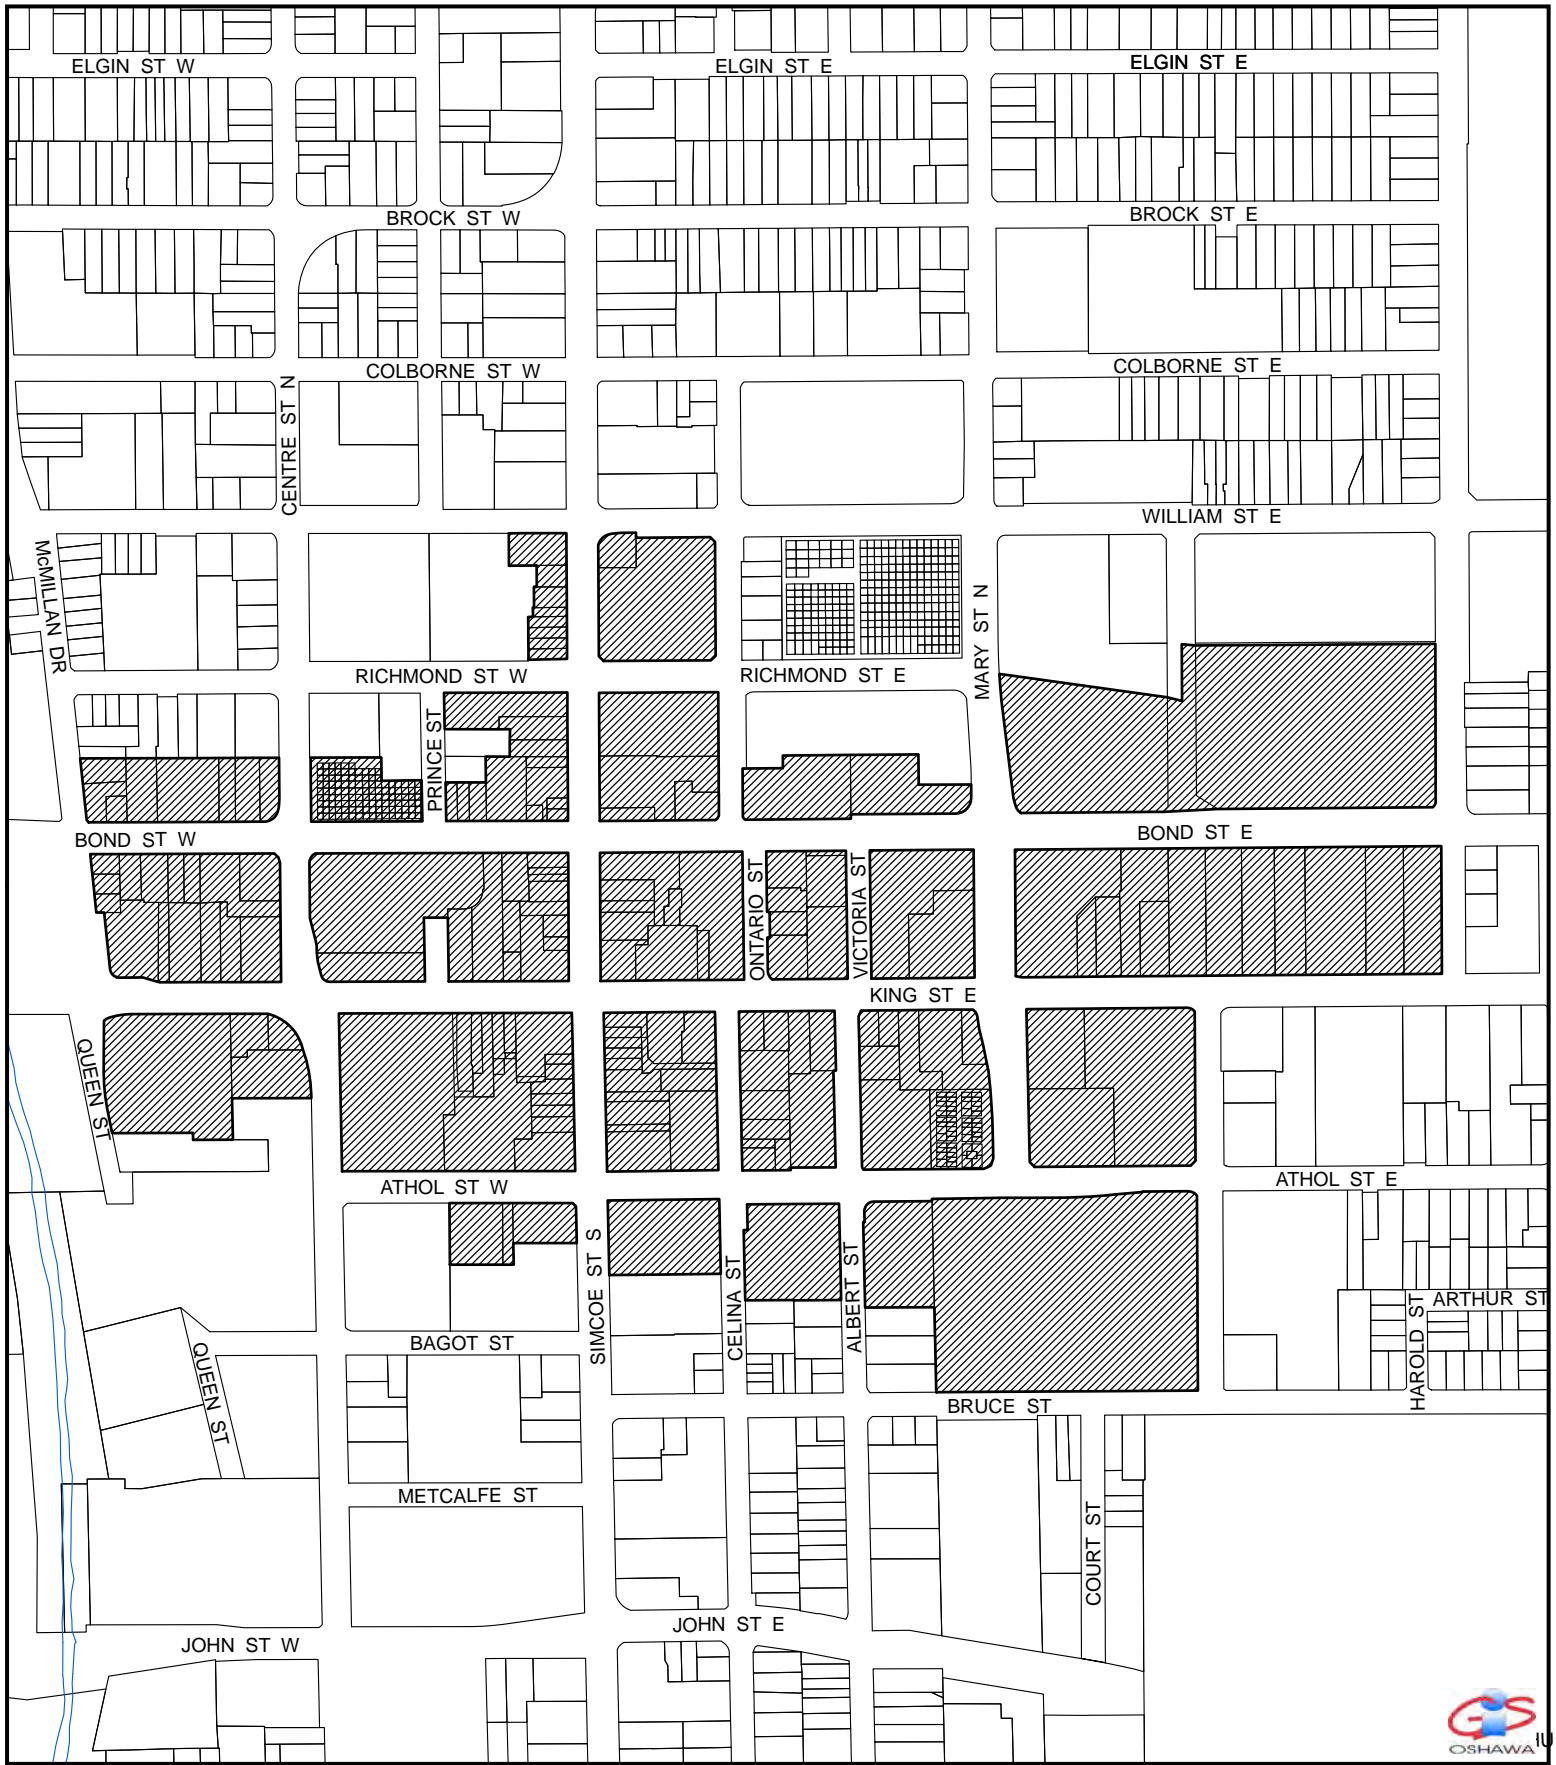 ELGIN ST W
ELGIN ST E
ELGIN ST E
BROCK ST W
BROCK ST E
COLBORNE ST W
COLBORNE ST E
CENTRE ST N
WILLIAM ST E
McMILLAN DR
MARY ST N
RICHMOND ST W
RICHMOND ST E
PRINCE ST
BOND ST W
BOND ST E
ONTARIO ST
VICTORIA ST
KING ST E
QUEEN ST
ATHOL ST W
ATHOL ST E
SIMCOE ST S
CELINA ST
ALBERT ST
ARTHUR ST
HAROLD ST
BAGOT ST
QUEEN ST
BRUCE ST
METCALFE ST
COURT ST
JOHN ST E
JOHN ST W
GiS
OSHAWA